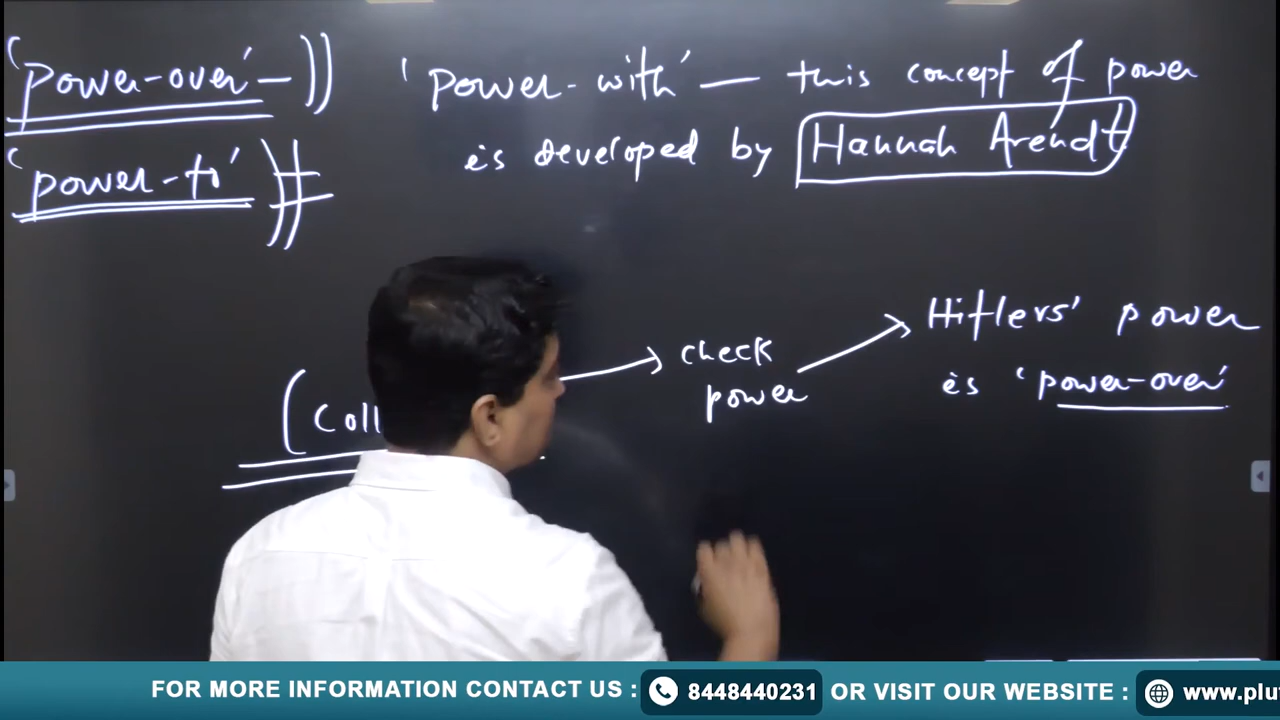 'power-over' –
'power-to'
'power-with' — this concept of power
is developed by Hannah Arendt
(Coll
check
power
Hitlers' power
is 'power-over'
FOR MORE INFORMATION CONTACT US : 8448440231 OR VISIT OUR WEBSITE : www.plu